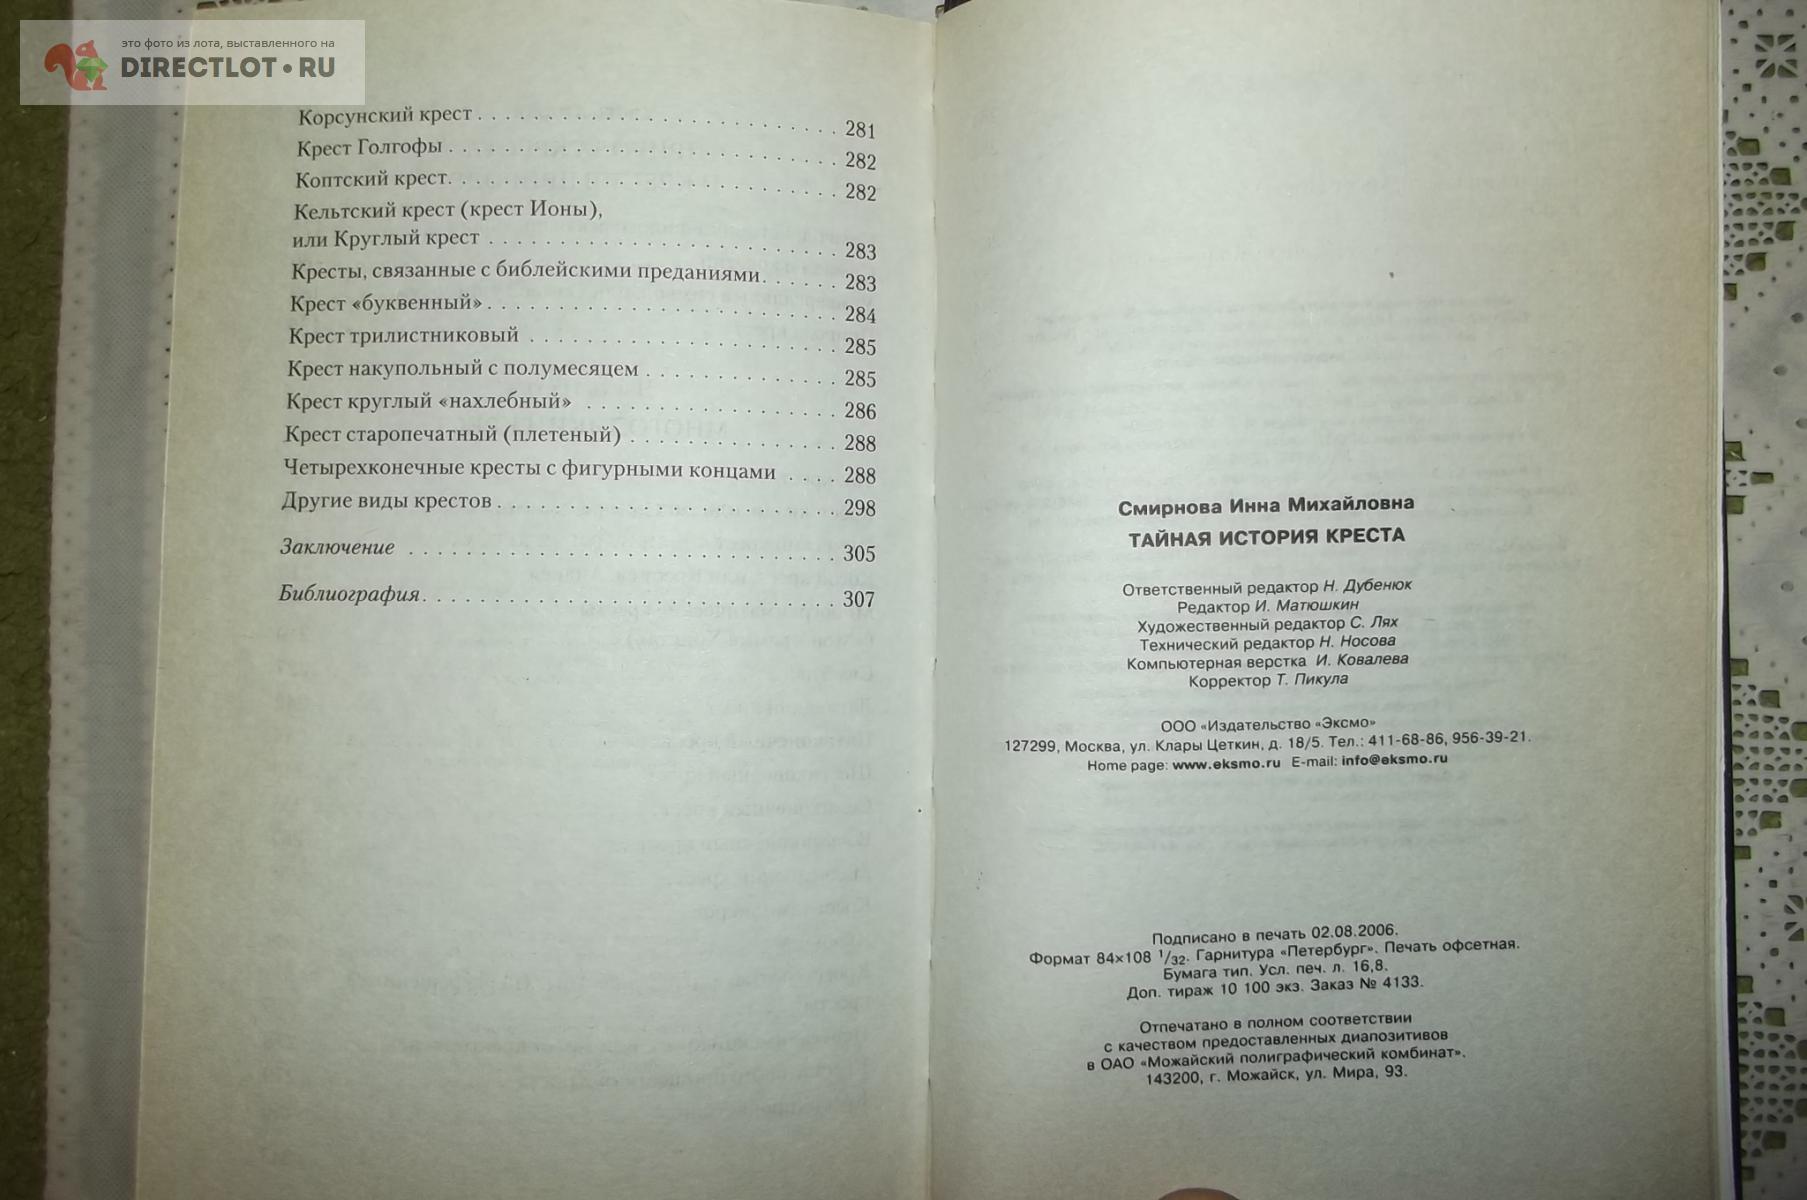 это фото из лота, выставленного на
DIRECTLOT•RU
Корсунский крест . . . . . . . . . . . . . . . . . . . . . . . . . . 281
Крест Голгофы . . . . . . . . . . . . . . . . . . . . . . . . . . . . 282
Коптский крест. . . . . . . . . . . . . . . . . . . . . . . . . . . . 282
Кельтский крест (крест Ионы),
или Круглый крест . . . . . . . . . . . . . . . . . . . . . . . . . 283
Кресты, связанные с библейскими преданиями. . . . . . 283
Крест «буквенный» . . . . . . . . . . . . . . . . . . . . . . . . . 284
Крест трилистниковый . . . . . . . . . . . . . . . . . . . . . . 285
Крест накупольный с полумесяцем . . . . . . . . . . . . . . 285
Крест круглый «нахлебный» . . . . . . . . . . . . . . . . . . 286
Крест старопечатный (плетеный) . . . . . . . . . . . . . . . 288
Четырехконечные кресты с фигурными концами . . . . 288
Другие виды крестов . . . . . . . . . . . . . . . . . . . . . . . . 298
Заключение . . . . . . . . . . . . . . . . . . . . . . . . . . . . . . 305
Библиография. . . . . . . . . . . . . . . . . . . . . . . . . . . . . 307
Смирнова Инна Михайловна
ТАЙНАЯ ИСТОРИЯ КРЕСТА
Ответственный редактор Н. Дубенюк
Редактор И. Матюшкин
Художественный редактор С. Лях
Технический редактор Н. Носова
Компьютерная верстка И. Ковалева
Корректор Т. Пикула
ООО «Издательство «Эксмо»
127299, Москва, ул. Клары Цеткин, д. 18/5. Тел.: 411-68-86, 956-39-21.
Home page: www.eksmo.ru E-mail: info@eksmo.ru
Подписано в печать 02.08.2006.
Формат 84×108 1/32. Гарнитура «Петербург». Печать офсетная.
Бумага тип. Усл. печ. л. 16,8.
Доп. тираж 10 100 экз. Заказ № 4133.
Отпечатано в полном соответствии
с качеством предоставленных диапозитивов
в ОАО «Можайский полиграфический комбинат».
143200, г. Можайск, ул. Мира, 93.